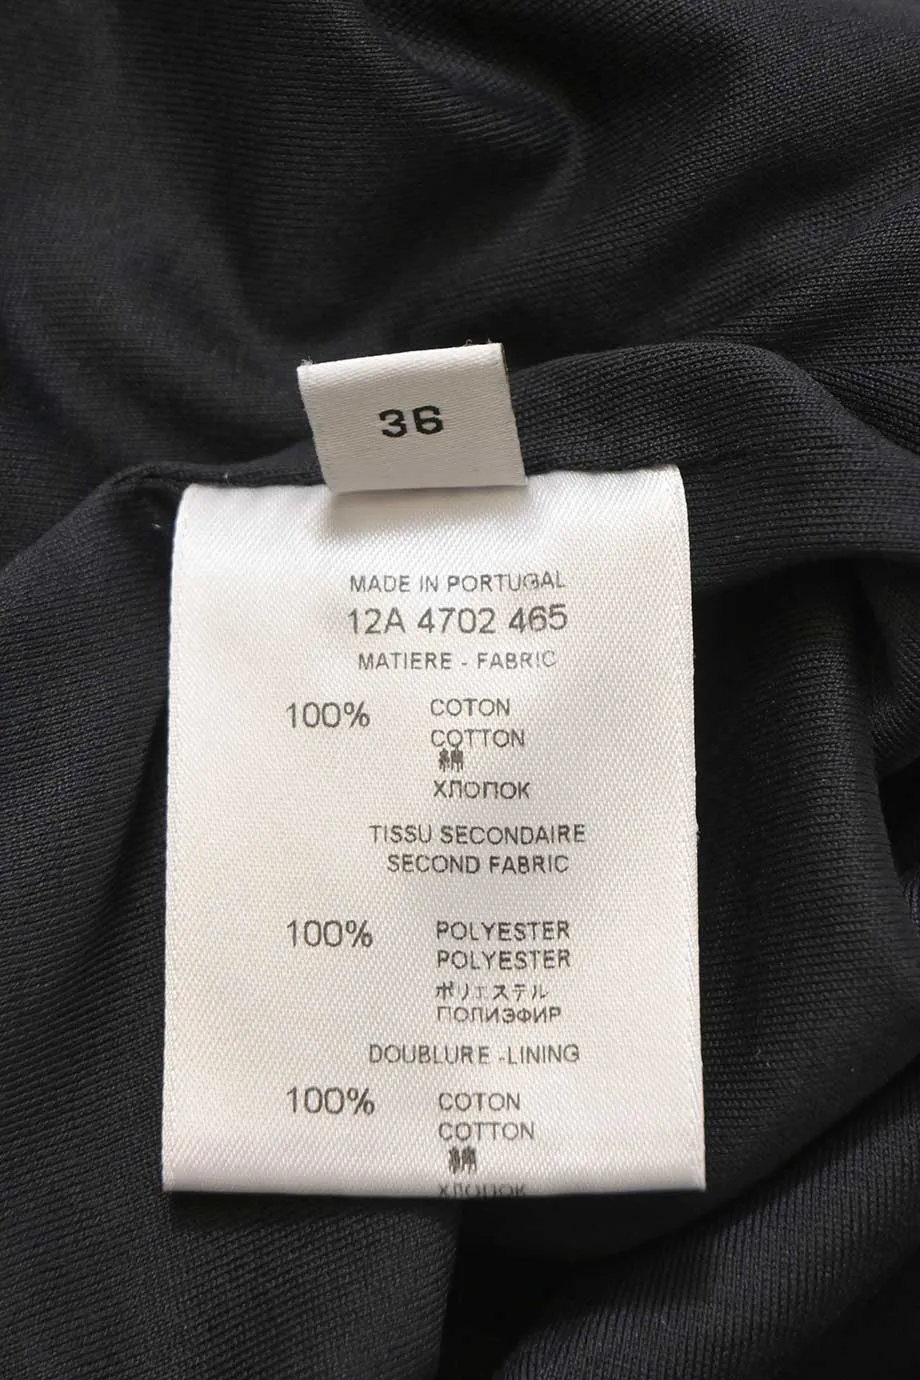 36
MADE IN PORTUGAL
12A 4702 465
MATIERE - FABRIC
100% COTON
COTTON
綿
ХЛОПОК
TISSU SECONDAIRE
SECOND FABRIC
100% POLYESTER
POLYESTER
ポリエステル
ПОЛИЭФИР
DOUBLURE -LINING
100% COTON
COTTON
綿
ХЛОПОК